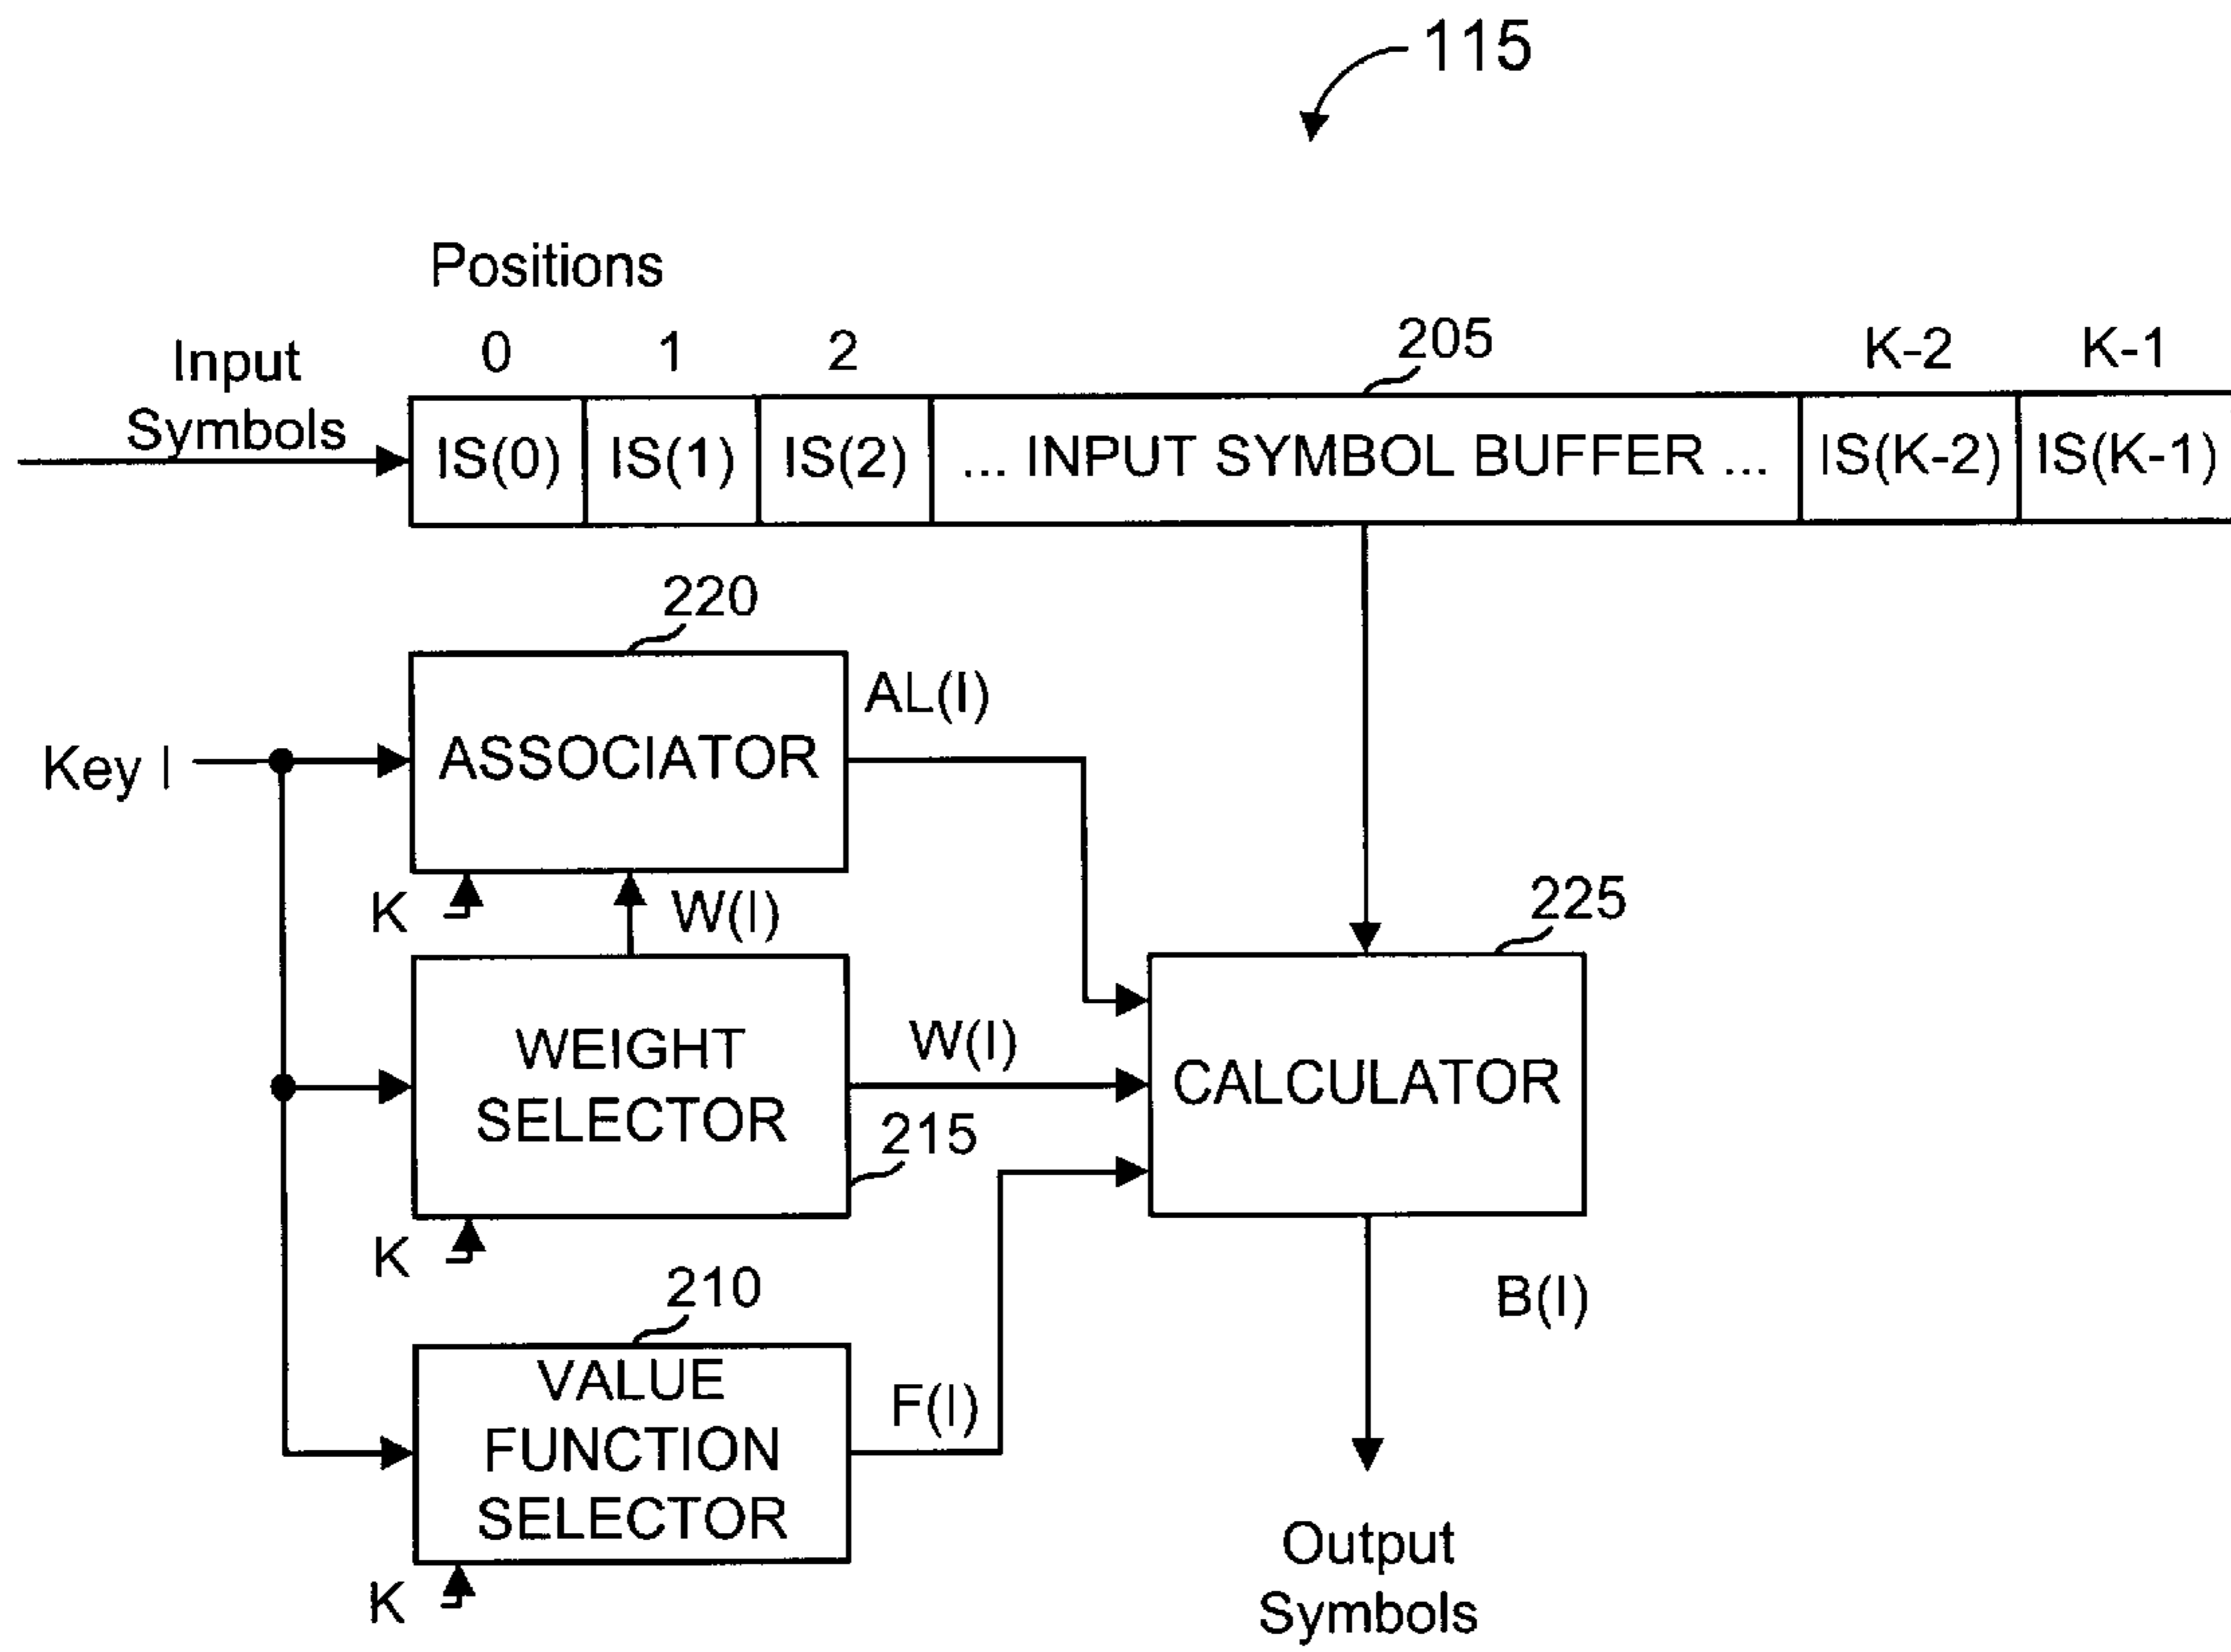 115
Positions
0 1 2 205 K-2 K-1
Input
Symbols
IS(0) IS(1) IS(2) ... INPUT SYMBOL BUFFER ... IS(K-2) IS(K-1)
220
AL(I)
Key I
ASSOCIATOR
K
W(I)
225
WEIGHT
SELECTOR
W(I)
CALCULATOR
215
K
210
B(I)
VALUE
FUNCTION
SELECTOR
F(I)
K
Output
Symbols